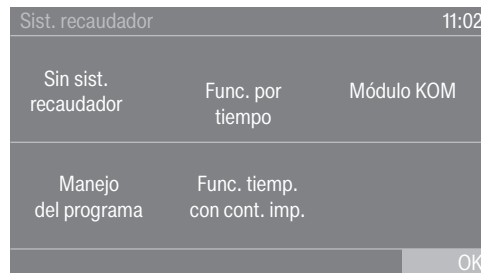 Sist. recaudador 11:02
Sin sist.
recaudador
Func. por
tiempo
Módulo KOM
Manejo
del programa
Func. tiemp.
con cont. imp.
OK